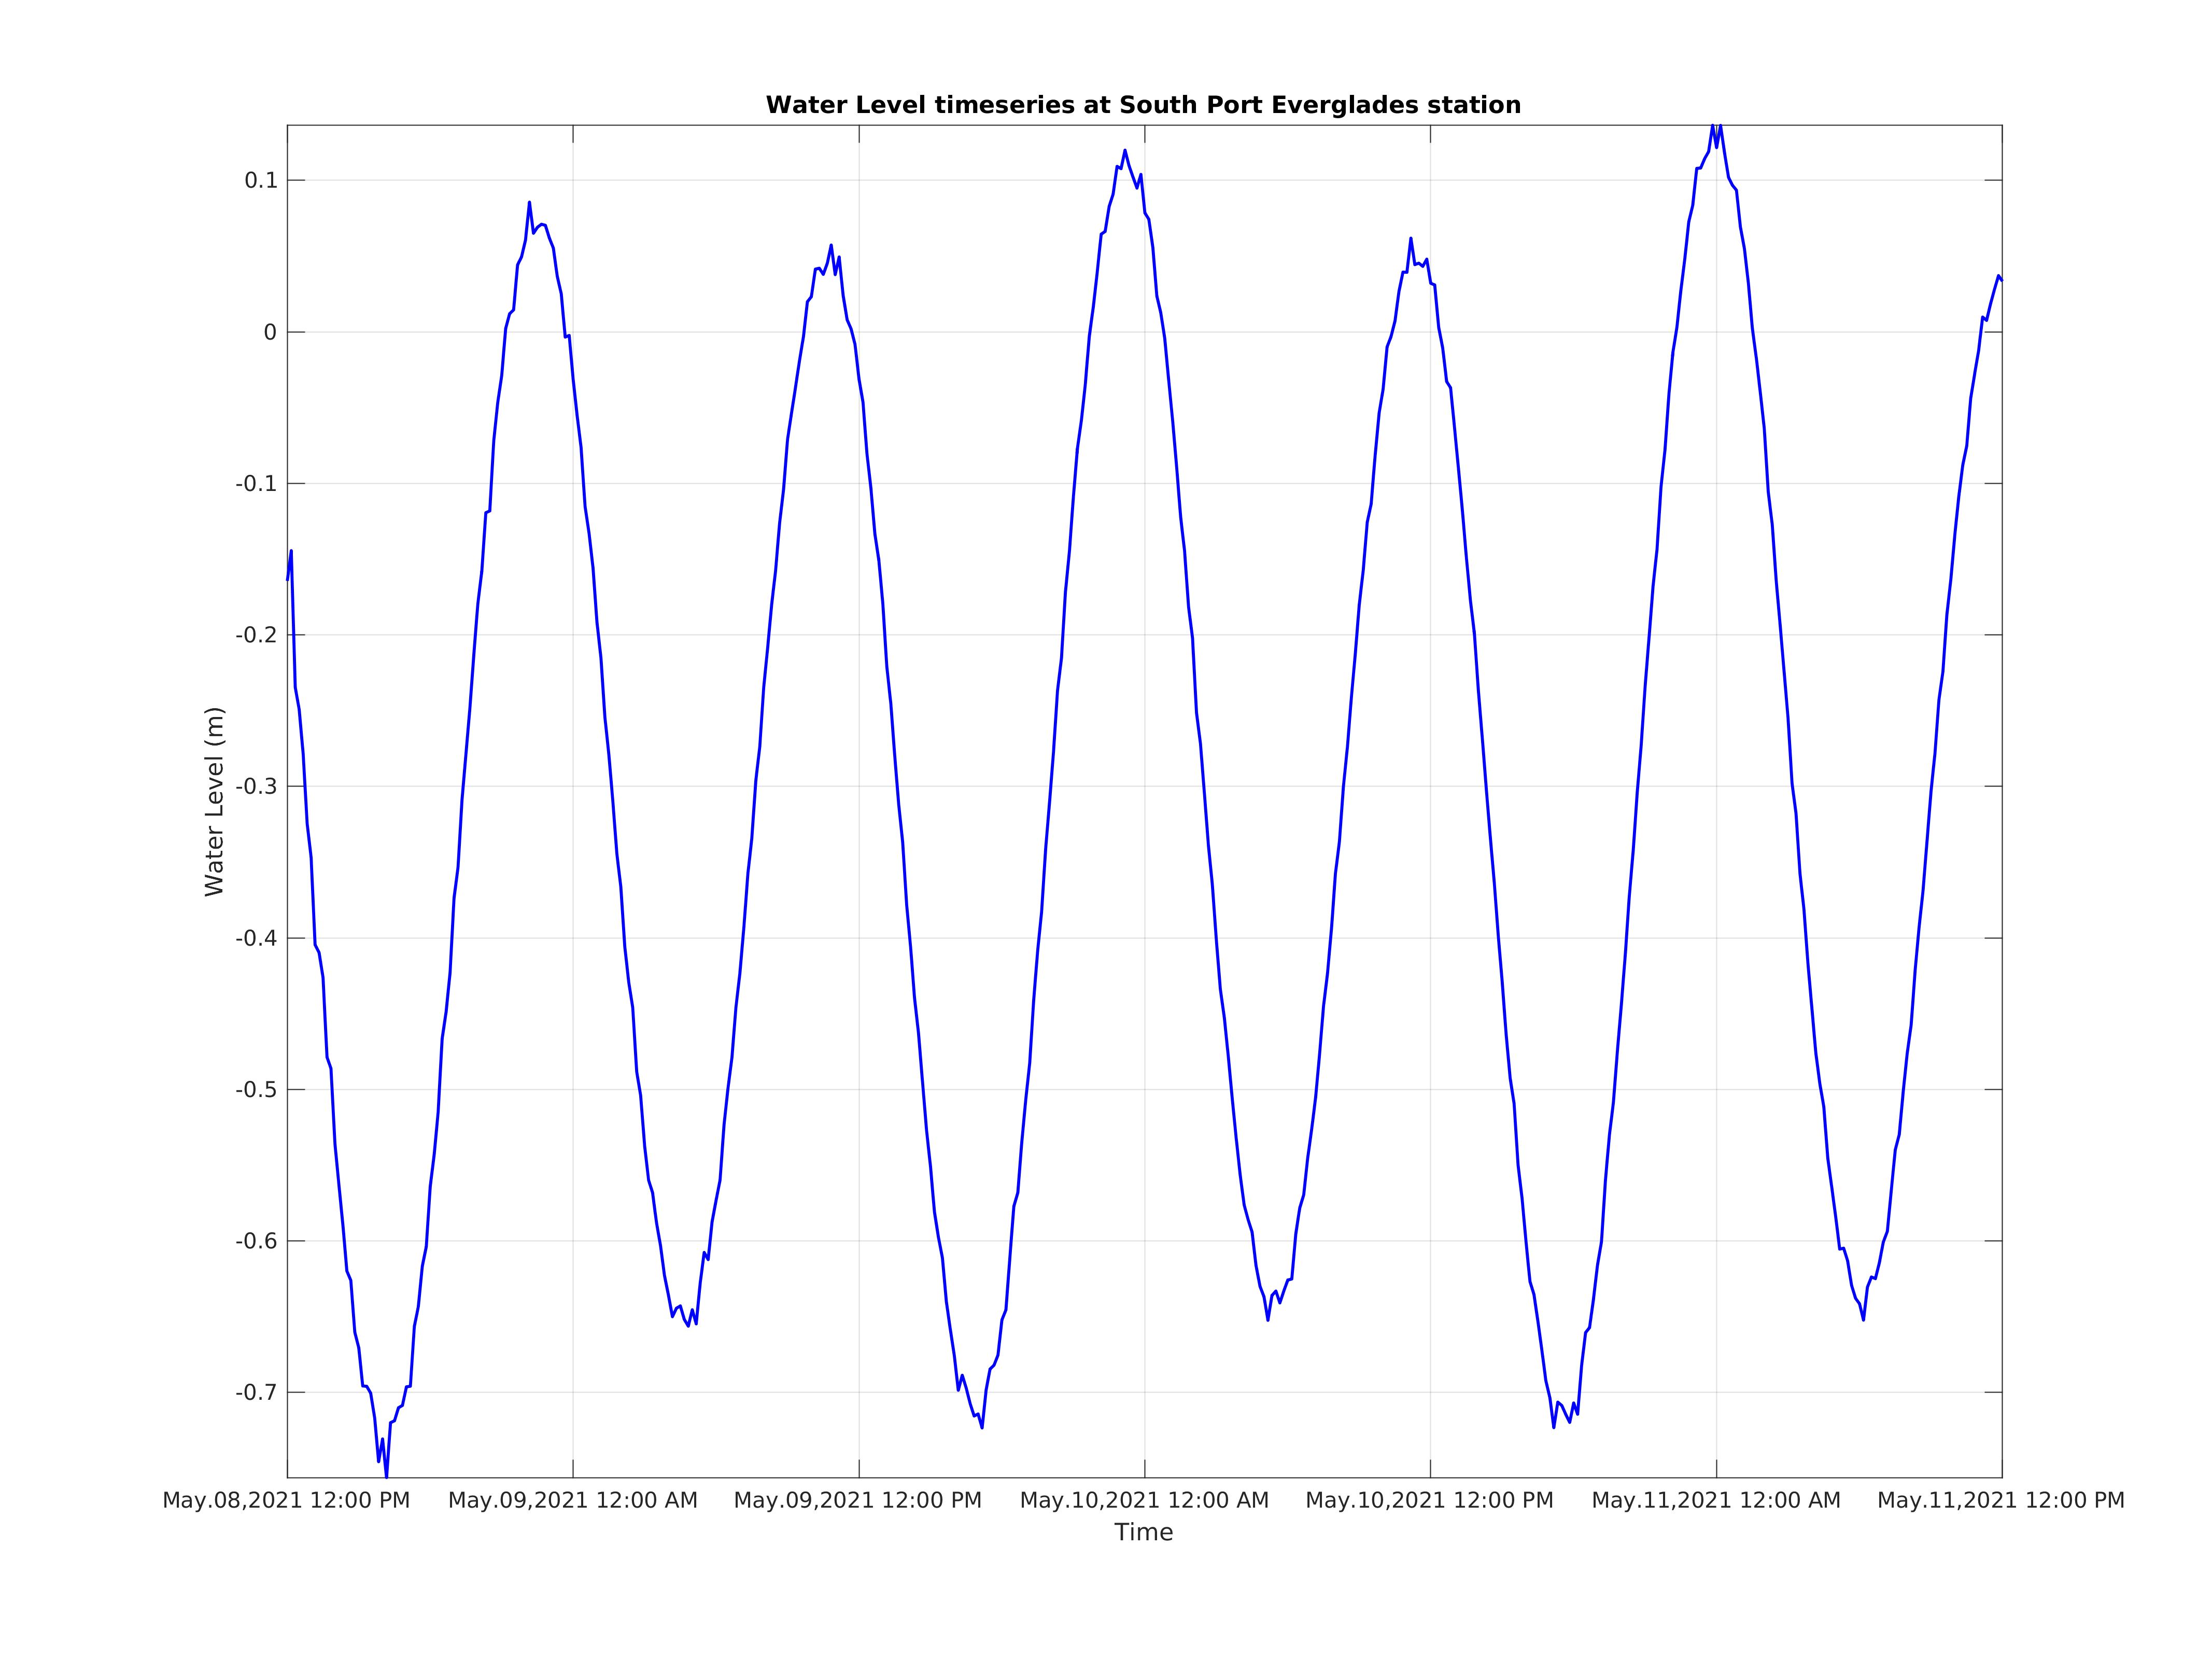 Water Level timeseries at South Port Everglades station
0.1
0
-0.1
-0.2
-0.3
-0.4
-0.5
-0.6
-0.7
Water Level (m)
May.08,2021 12:00 PM May.09,2021 12:00 AM May.09,2021 12:00 PM May.10,2021 12:00 AM May.10,2021 12:00 PM May.11,2021 12:00 AM May.11,2021 12:00 PM
Time